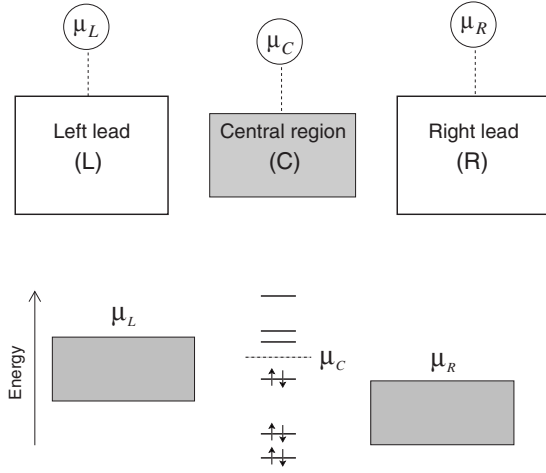 μL
μC
μR
Left lead
(L)
Central region
(C)
Right lead
(R)
Energy
μL
μC
μR